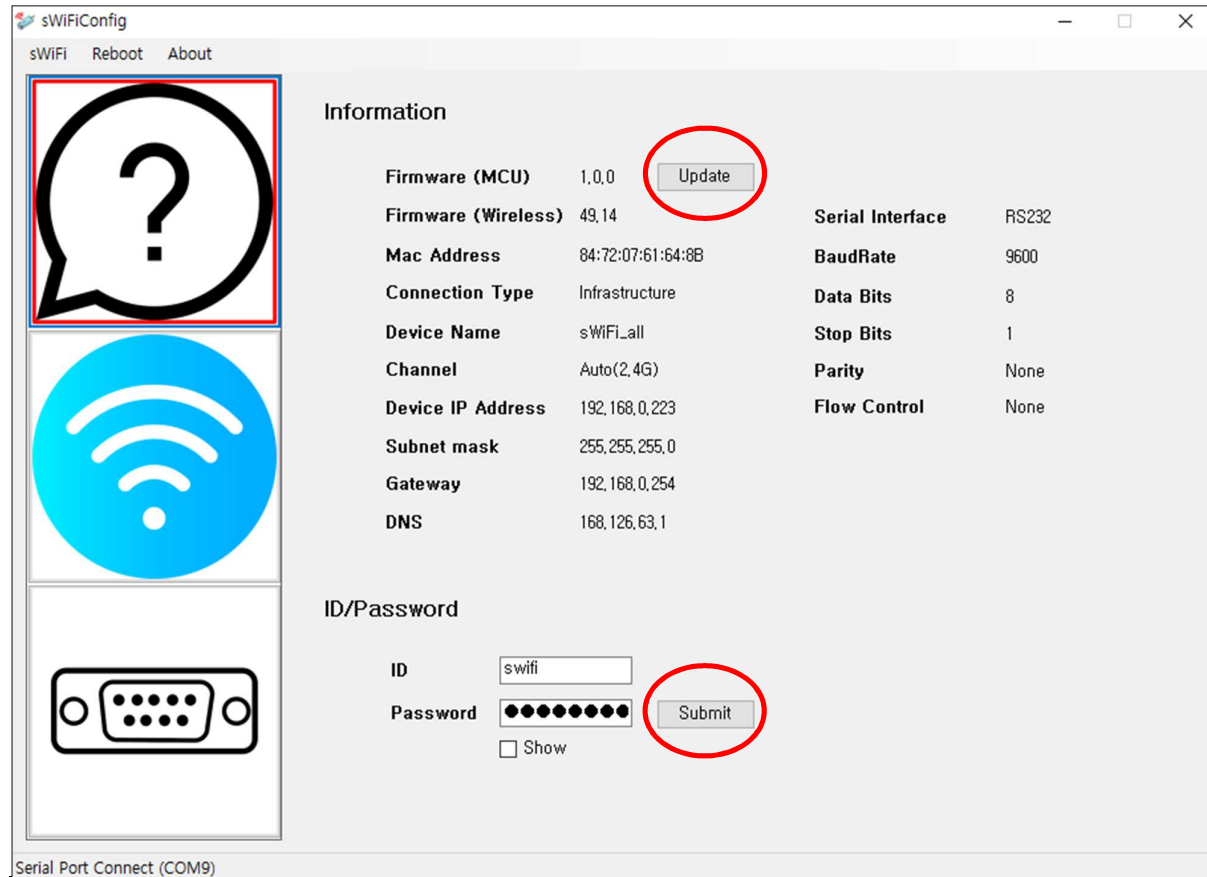 sWiFiConfig
sWiFi Reboot About
Information
Firmware (MCU) 1,0,0 Update
Firmware (Wireless) 49,14 Serial Interface RS232
Mac Address 84:72:07:61:64:8B BaudRate 9600
Connection Type Infrastructure Data Bits 8
Device Name sWiFi_all Stop Bits 1
Channel Auto(2,4G) Parity None
Device IP Address 192,168,0,223 Flow Control None
Subnet mask 255,255,255,0
Gateway 192,168,0,254
DNS 168,126,63,1
ID/Password
ID swifi
Password ●●●●●●●● Submit
Show
Serial Port Connect (COM9)